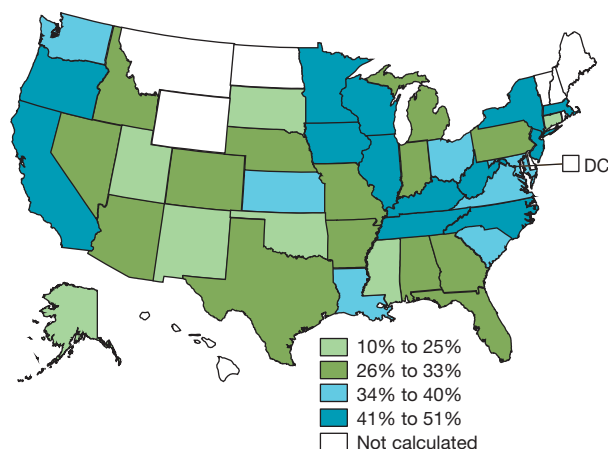 DC
10% to 25%
26% to 33%
34% to 40%
41% to 51%
Not calculated